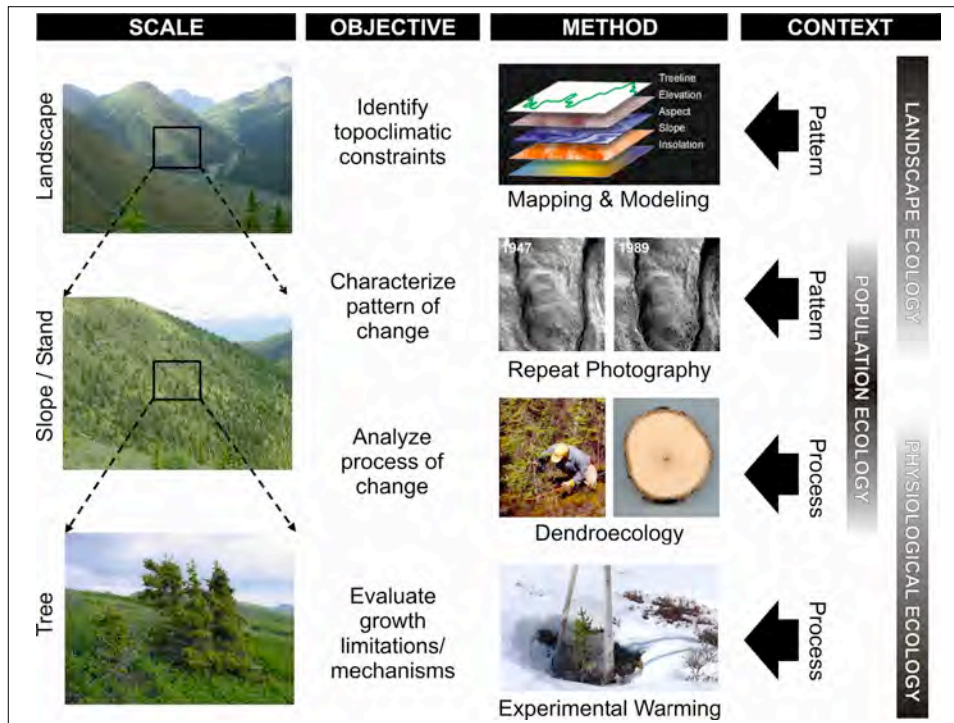 SCALE
OBJECTIVE
METHOD
CONTEXT
Landscape
Identify
topoclimatic
constraints
Treeline
Elevation
Aspect
Slope
Insolation
Mapping & Modeling
Pattern
LANDSCAPE ECOLOGY
Slope / Stand
Characterize
pattern of
change
1947
1989
Repeat Photography
Pattern
POPULATION ECOLOGY
Analyze
process of
change
Dendroecology
Process
PHYSIOLOGICAL ECOLOGY
Tree
Evaluate
growth
limitations/
mechanisms
Experimental Warming
Process